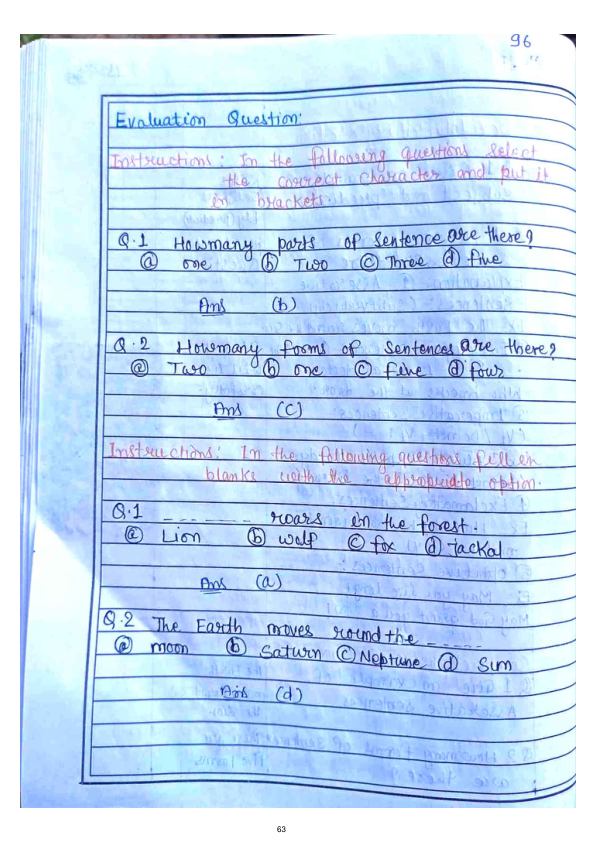 96
Evaluation Question:
Instructions: In the following questions select
the correct character and put it
in brackets.
Q.1 Howmany parts of sentence are there?
(a) one (b) Two (c) Three (d) five
Ans (b)
Q.2 Howmany forms of sentences are there?
(a) Two (b) one (c) five (d) four.
Ans (C)
Instructions: In the following questions fill in
blanks with the option.
Q.1 _ _ _ _ _ _ _ roars in the forest.
(a) Lion (b) wolf (c) fox (d) jackal
Ans (a)
Q.2 The Earth moves round the _ _ _ _ _
(a) moon (b) Saturn (c) Neptune (d) Sun
Ans (d)
63